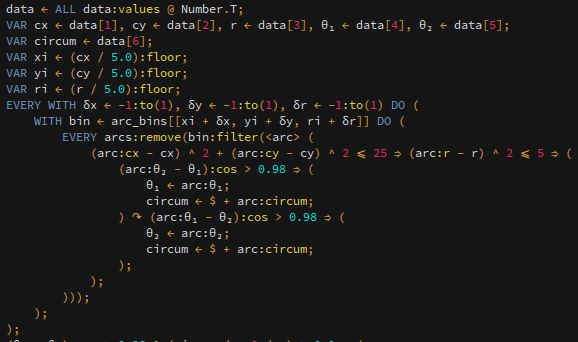 data ← ALL data:values @ Number.T;
VAR cx ← data[1], cy ← data[2], r ← data[3], θ₁ ← data[4], θ₂ ← data[5];
VAR circum ← data[6];
VAR xi ← (cx / 5.0):floor;
VAR yi ← (cy / 5.0):floor;
VAR ri ← (r / 5.0):floor;
EVERY WITH δx ← −1:to(1), δy ← −1:to(1), δr ← −1:to(1) DO (
    WITH bin ← arc_bins[[xi + δx, yi + δy, ri + δr]] DO (
        EVERY arcs:remove(bin:filter(<arc> (
            (arc:cx − cx) ^ 2 + (arc:cy − cy) ^ 2 ⩽ 25 ⇒ (arc:r − r) ^ 2 ⩽ 5 ⇒ (
                (arc:θ₂ − θ₁):cos > 0.98 ⇒ (
                    θ₁ ← arc:θ₁;
                    circum ← $ + arc:circum;
                ) ↷ (arc:θ₁ − θ₂):cos > 0.98 ⇒ (
                    θ₂ ← arc:θ₂;
                    circum ← $ + arc:circum;
                );
            );
        )));
    );
);